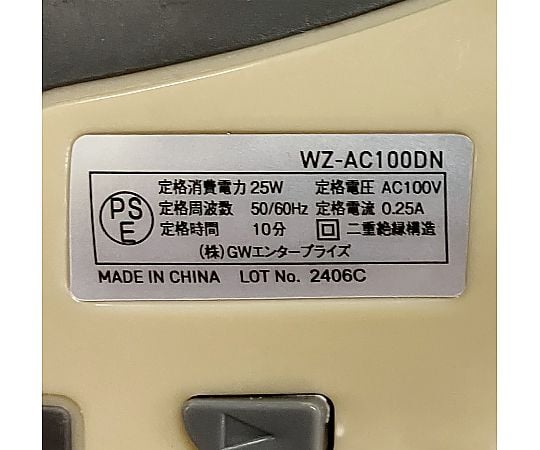 WZ-AC100DN
PS
E
定格消費電力 25W 定格電圧 AC100V
定格周波数 50/60Hz 定格電流 0.25A
定格時間 10分 二重絶縁構造
(株)GWエンタープライズ
MADE IN CHINA LOT No. 2406C